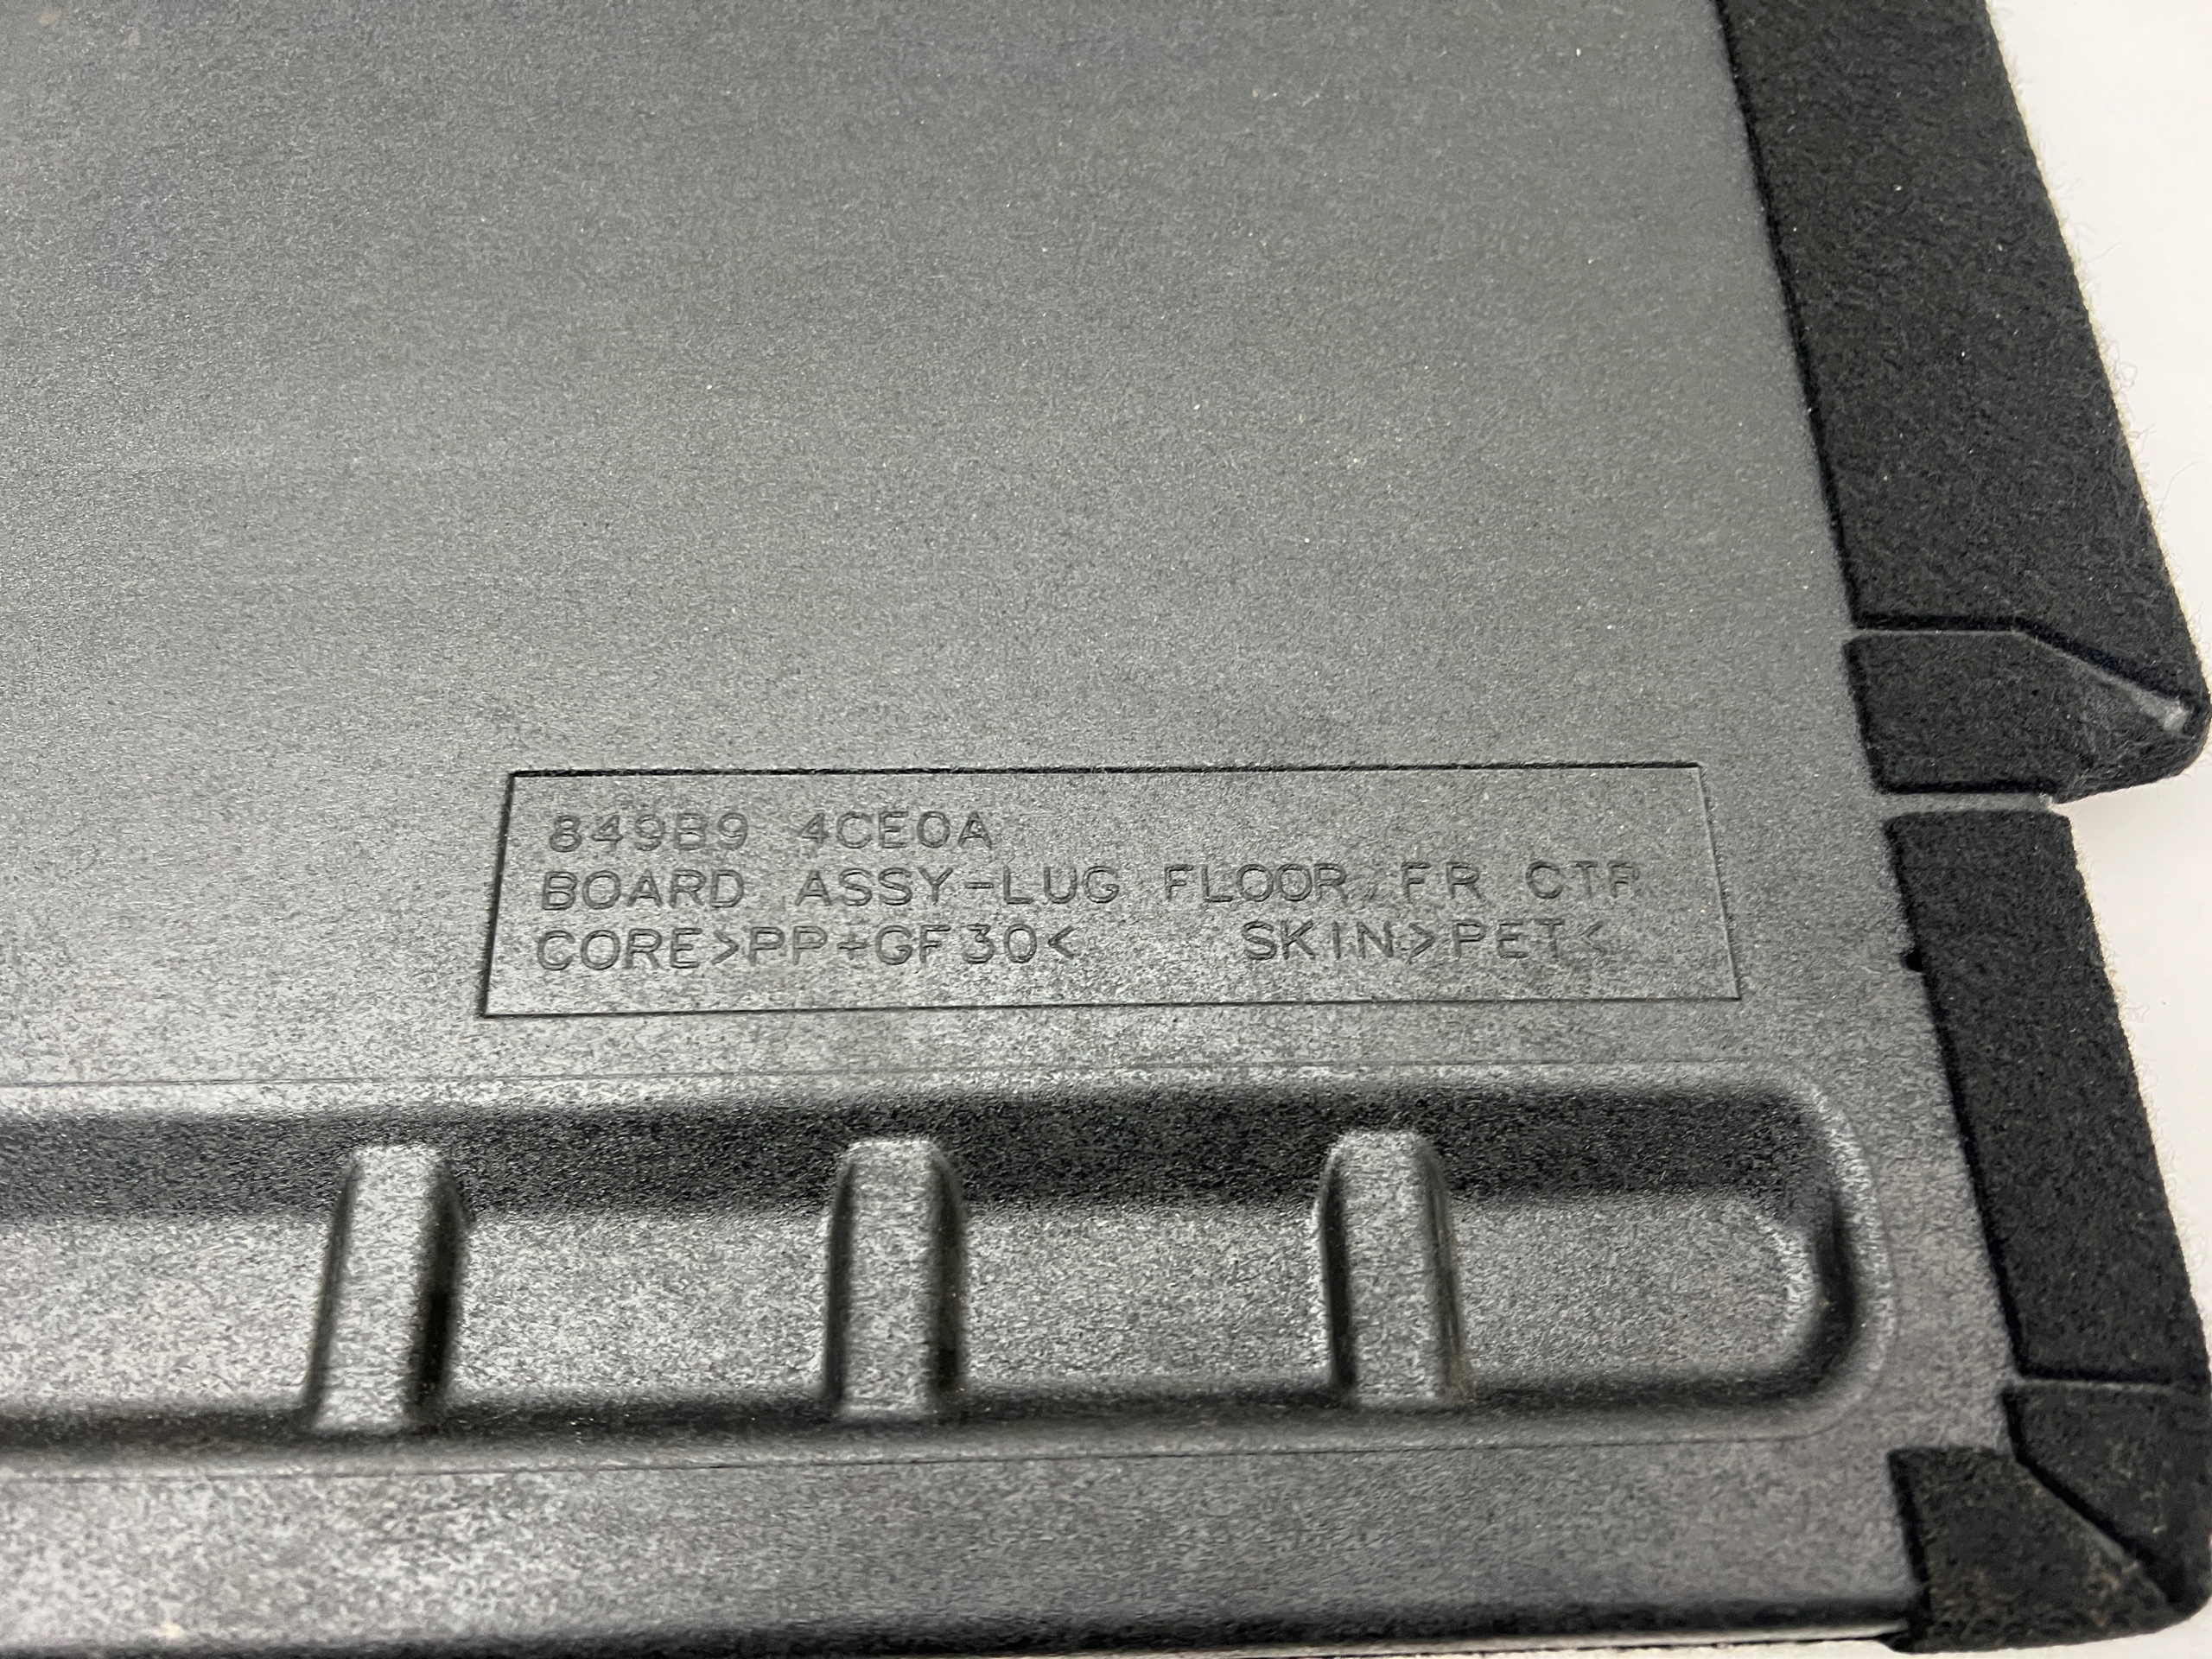 849B9 4CE0A
BOARD ASSY-LUG FLOOR, FR CTR
CORE>PP+GF30< SKIN>PET<